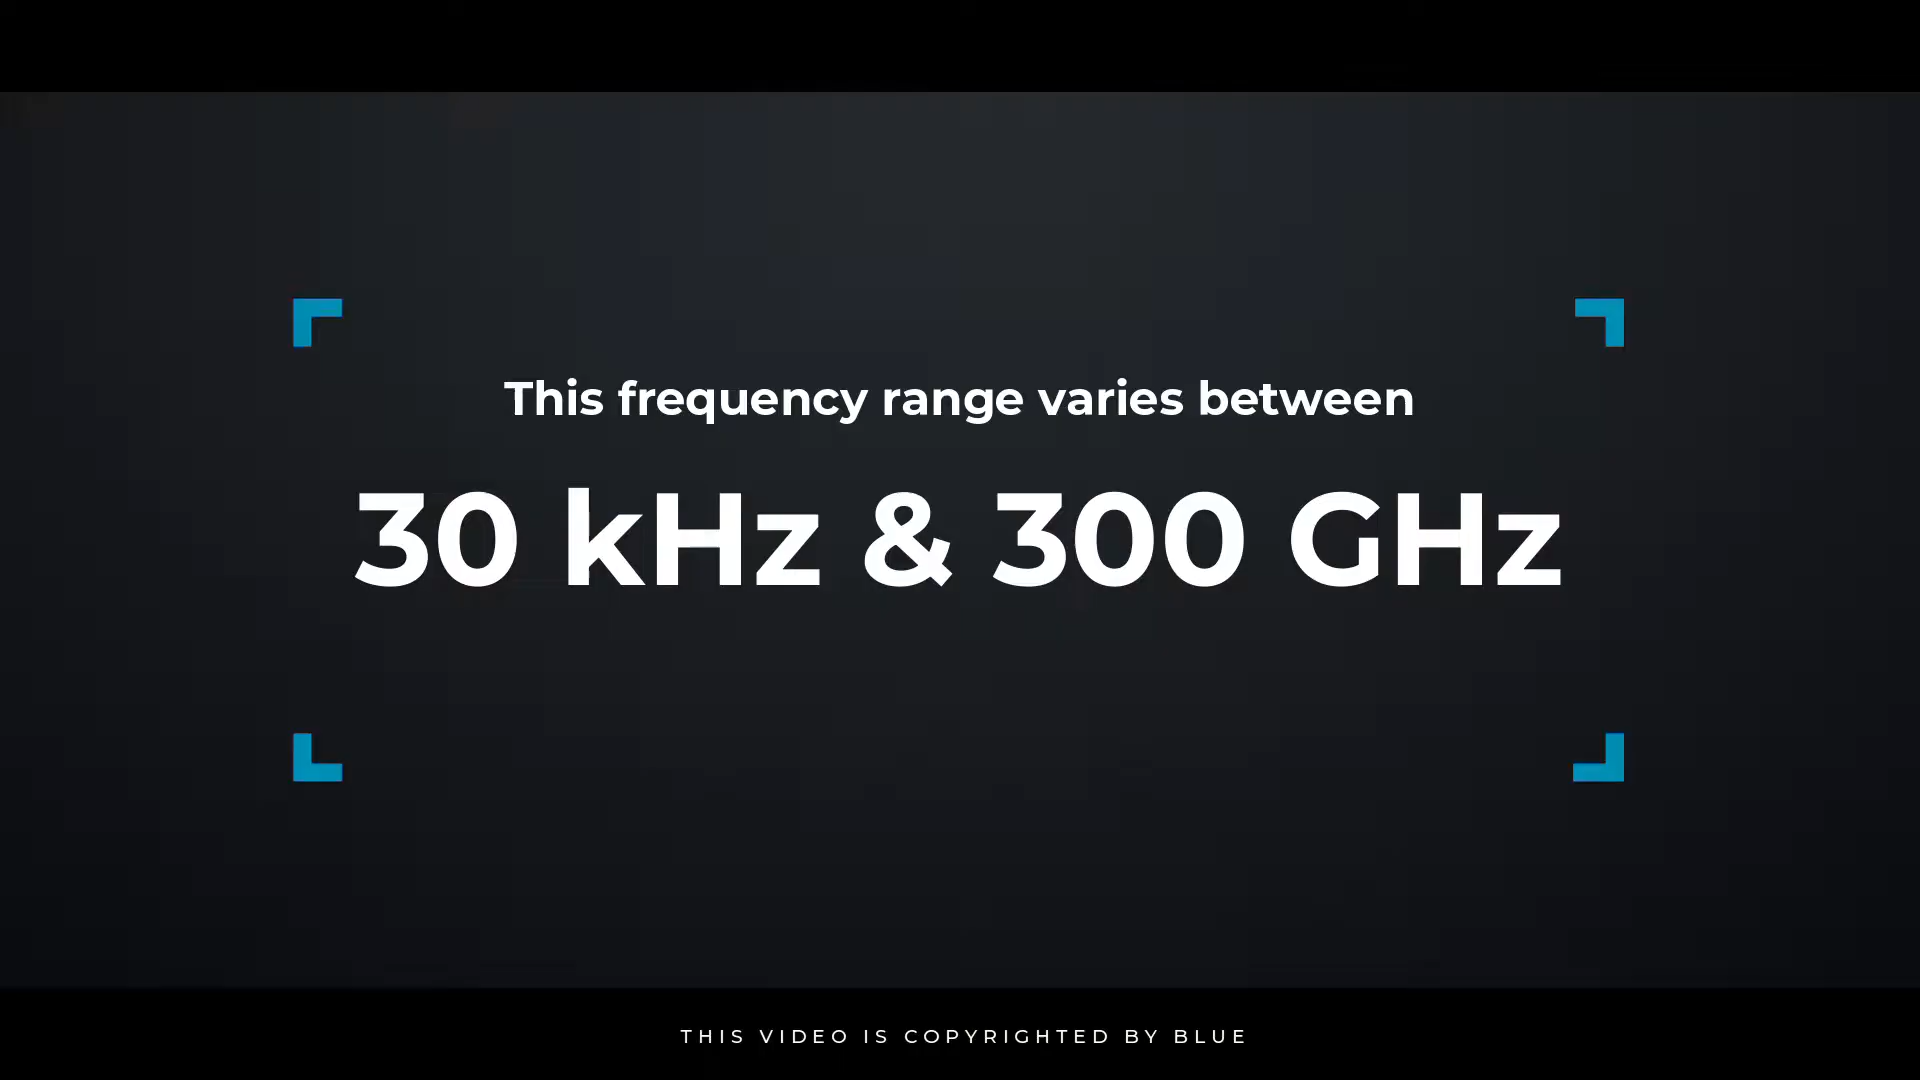 This frequency range varies between
30 kHz & 300 GHz
THIS VIDEO IS COPYRIGHTED BY BLUE